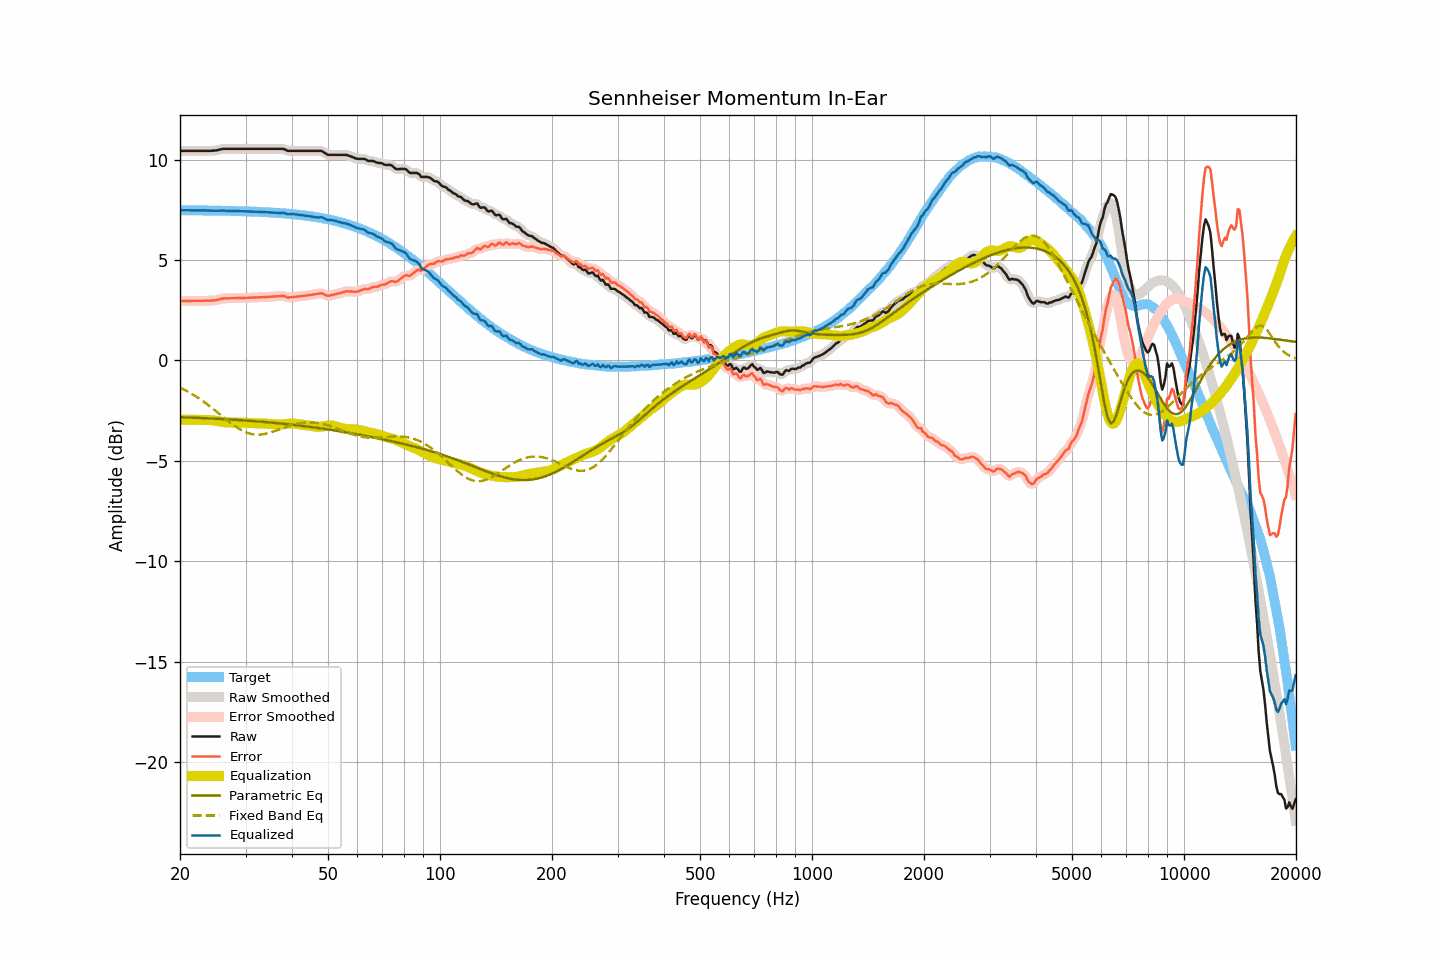 Sennheiser Momentum In-Ear
Amplitude (dBr)
10
5
0
−5
−10
−15
−20
Target
Raw Smoothed
Error Smoothed
Raw
Error
Equalization
Parametric Eq
Fixed Band Eq
Equalized
20 50 100 200 500 1000 2000 5000 10000 20000
Frequency (Hz)